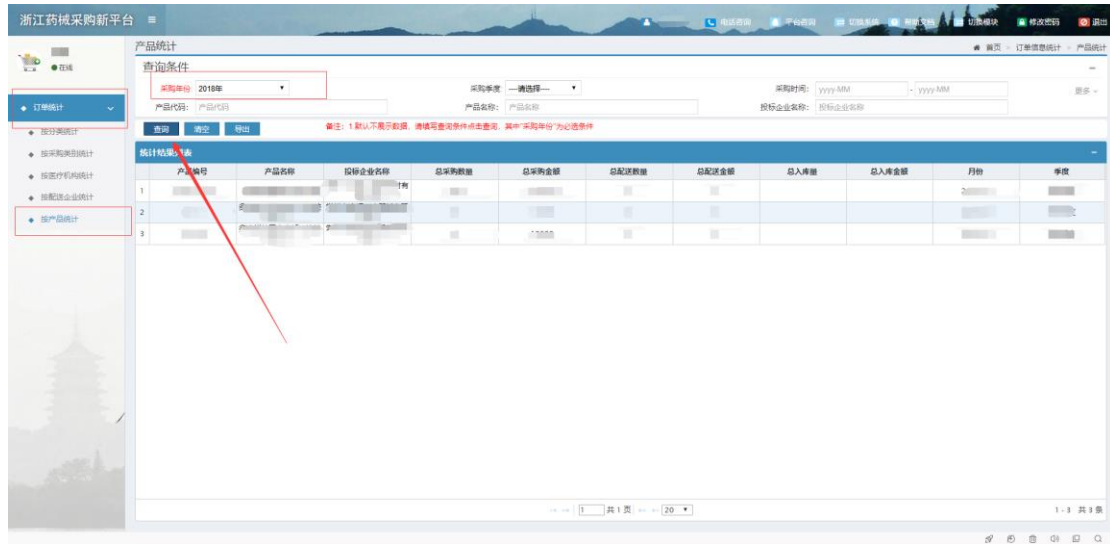 浙江药械采购新平台
电话咨询 平台咨询 切换系统 帮助文档 切换模块 修改密码 退出
在线
产品统计
首页 > 订单信息统计 > 产品统计
查询条件
采购年份 2018年 采购季度 ----请选择---- 采购时间: yyyy-MM - yyyy-MM 更多
产品代码: 产品代码 产品名称: 产品名称 投标企业名称: 投标企业名称
查询 清空 导出 备注：1.默认不展示数据，请填写查询条件点击查询，其中“采购年份”为必选条件
订单统计
按分类统计
按采购类别统计
按医疗机构统计
按配送企业统计
按产品统计
统计结果列表
产品编号 产品名称 投标企业名称 总采购数量 总采购金额 总配送数量 总配送金额 总入库量 总入库金额 月份 季度
1
2
3
1 共 1 页 20
1 - 3 共 3 条